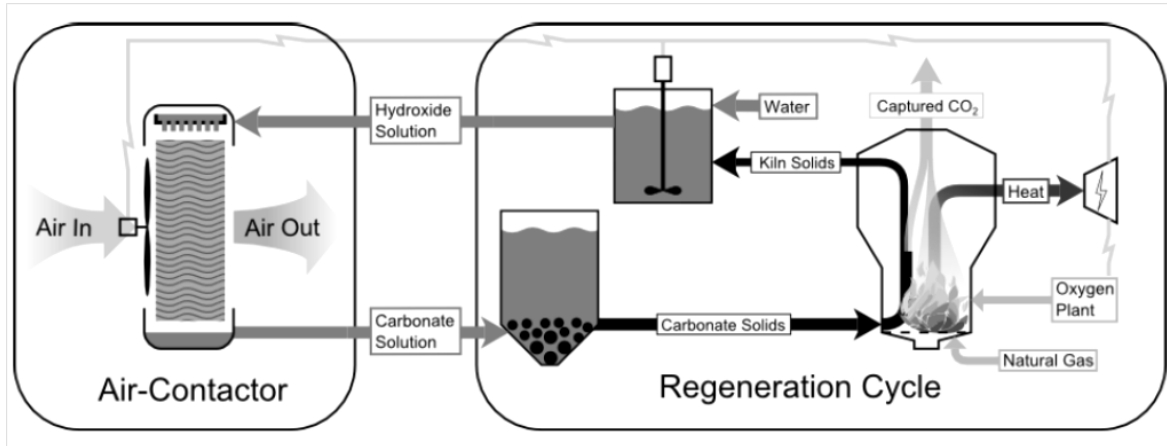 Air In
Air Out
Air-Contactor
Hydroxide
Solution
Carbonate
Solution
Water
Captured CO₂
Kiln Solids
Heat
Carbonate Solids
Oxygen
Plant
Natural Gas
Regeneration Cycle